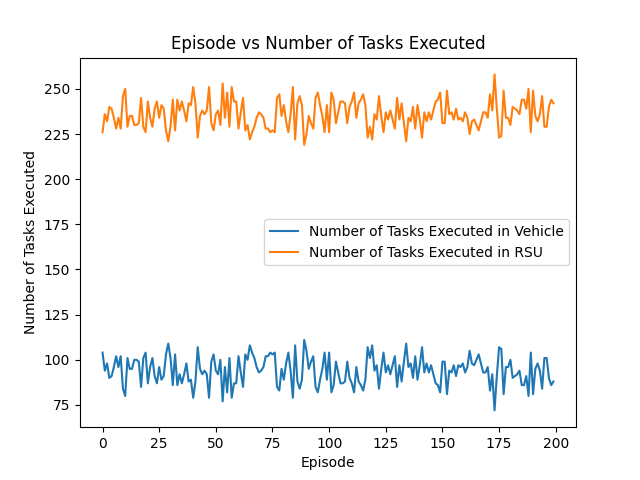 Episode vs Number of Tasks Executed
Number of Tasks Executed
250
225
200
175
150
125
100
75
Number of Tasks Executed in Vehicle
Number of Tasks Executed in RSU
0 25 50 75 100 125 150 175 200
Episode